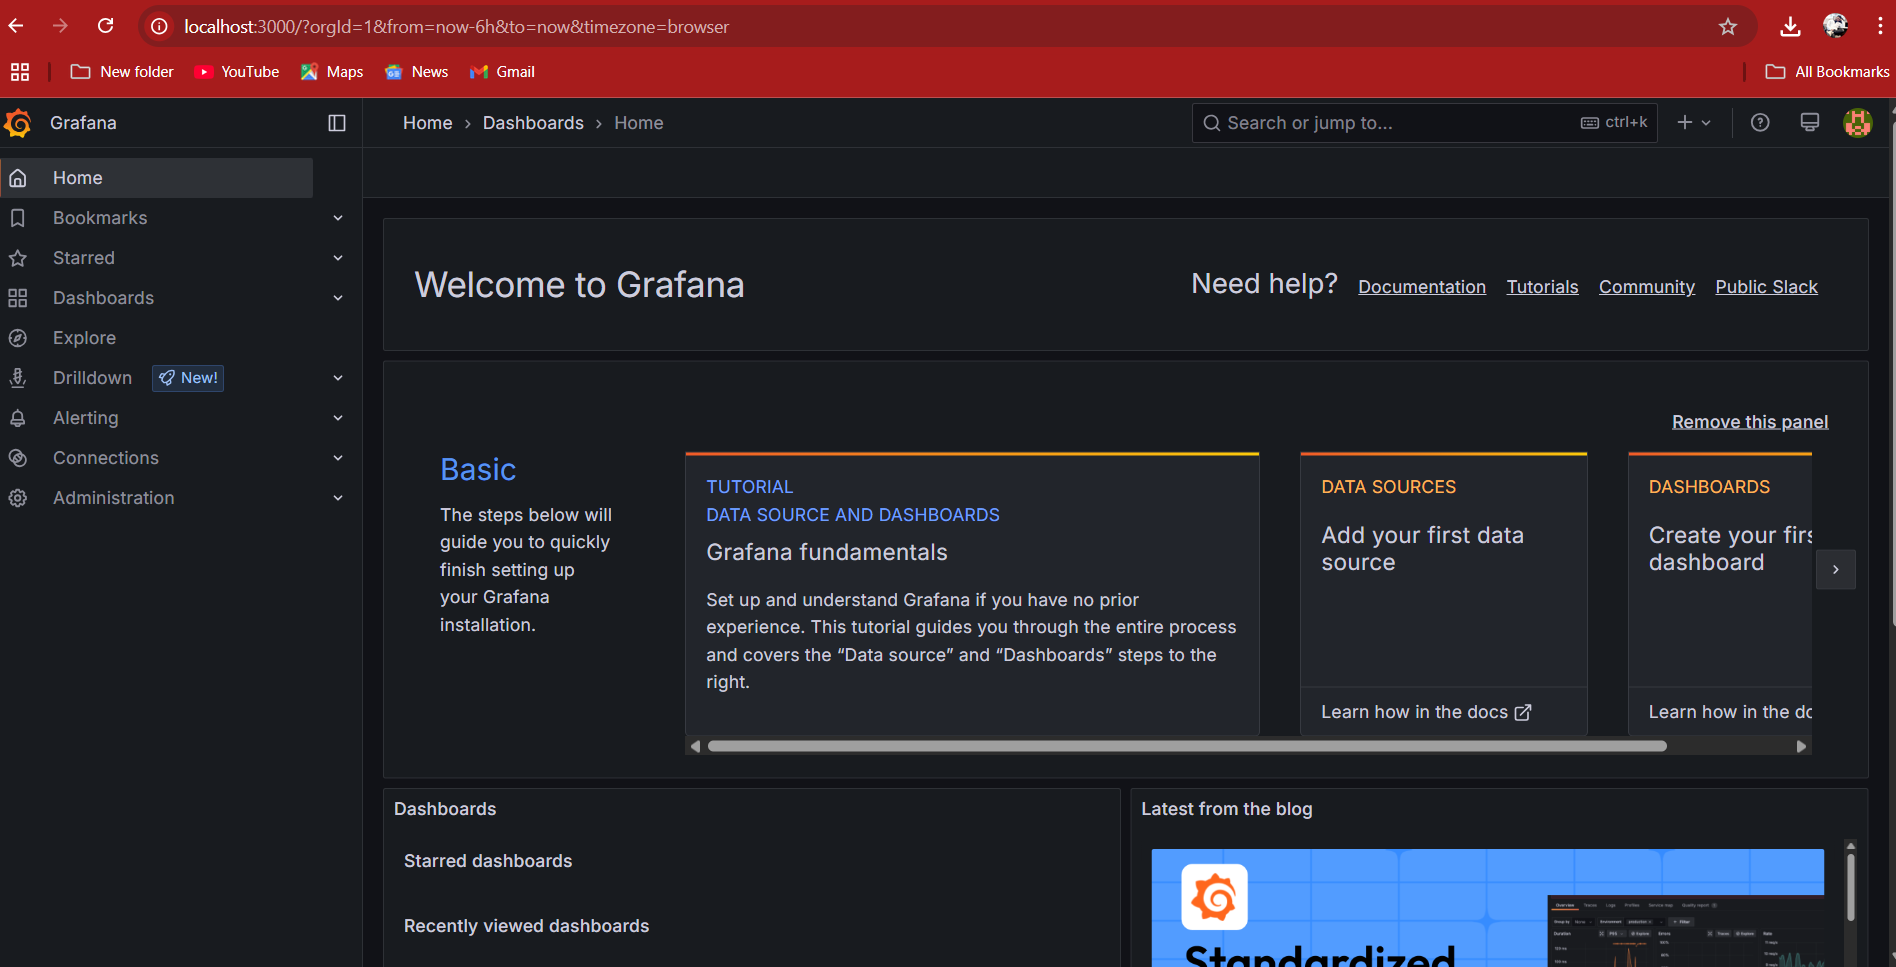 localhost:3000/?orgId=1&from=now-6h&to=now&timezone=browser
New folder
YouTube
Maps
News
Gmail
All Bookmarks
Grafana
Home › Dashboards › Home
Search or jump to...
ctrl+k
Home
Bookmarks
Starred
Dashboards
Explore
Drilldown
New!
Alerting
Connections
Administration
Welcome to Grafana
Need help?
Documentation
Tutorials
Community
Public Slack
Remove this panel
Basic
The steps below will
guide you to quickly
finish setting up
your Grafana
installation.
TUTORIAL
DATA SOURCE AND DASHBOARDS
Grafana fundamentals
Set up and understand Grafana if you have no prior
experience. This tutorial guides you through the entire process
and covers the “Data source” and “Dashboards” steps to the
right.
DATA SOURCES
Add your first data
source
Learn how in the docs
DASHBOARDS
Create your firs
dashboard
Learn how in the do
Dashboards
Starred dashboards
Recently viewed dashboards
Latest from the blog
Standardized
Overview
Traces
Logs
Profiles
Service map